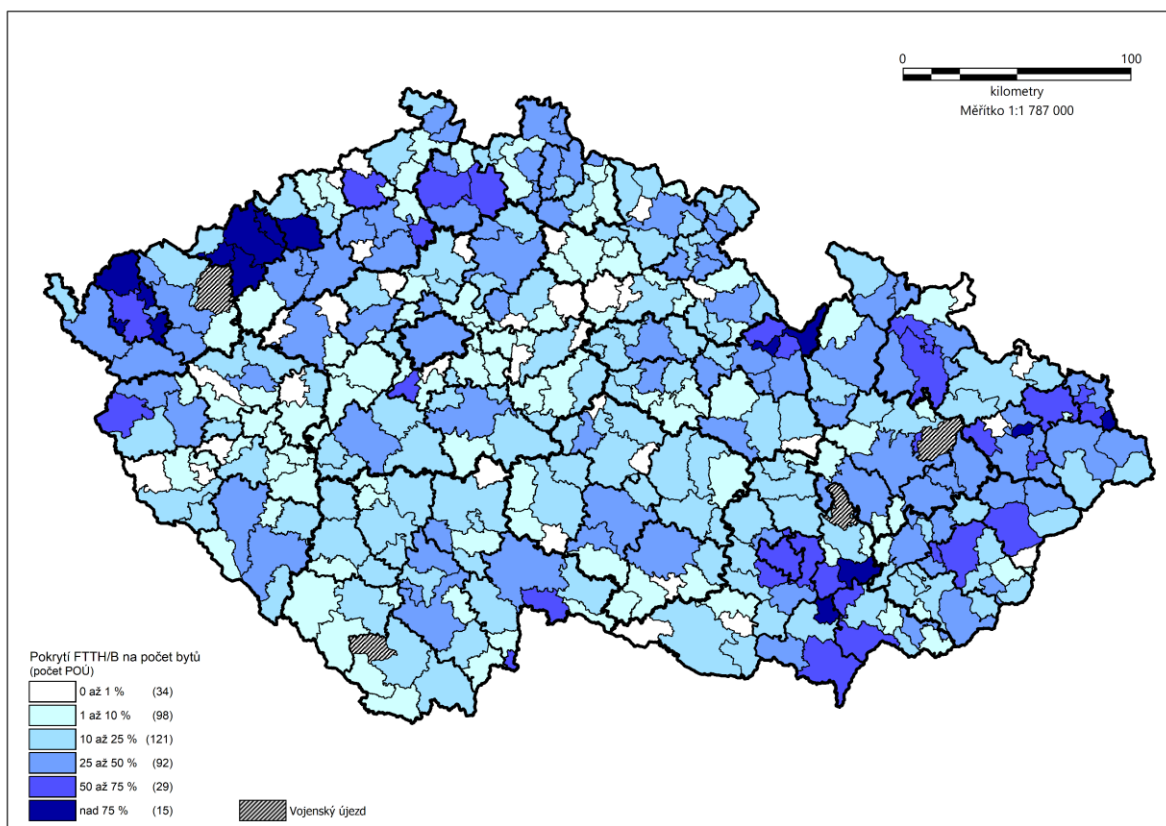 0 100
kilometry
Měřítko 1:1 787 000
Pokrytí FTTH/B na počet bytů
(počet POÚ)
0 až 1 % (34)
1 až 10 % (98)
10 až 25 % (121)
25 až 50 % (92)
50 až 75 % (29)
nad 75 % (15)
Vojenský újezd